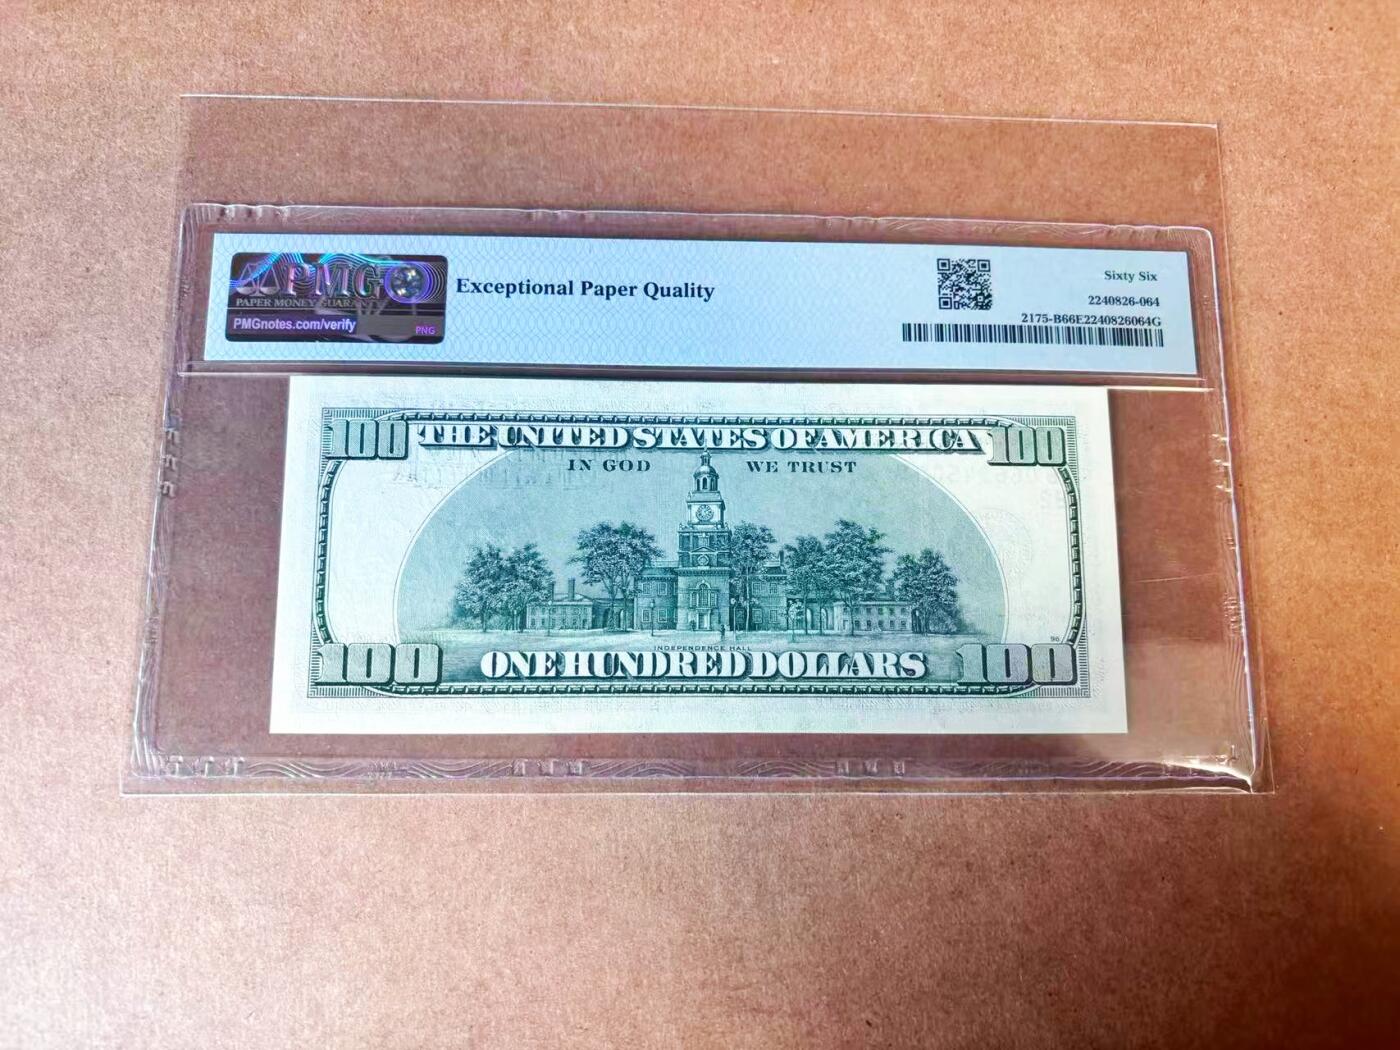 PMG
PAPER MONEY GUARANTY
PMGnotes.com/verify
PNG
Exceptional Paper Quality
Sixty Six
2240826-064
2175-B66E2240826064G
100 THE UNITED STATES OF AMERICA 100
IN GOD WE TRUST
96
INDEPENDENCE HALL
100 ONE HUNDRED DOLLARS 100